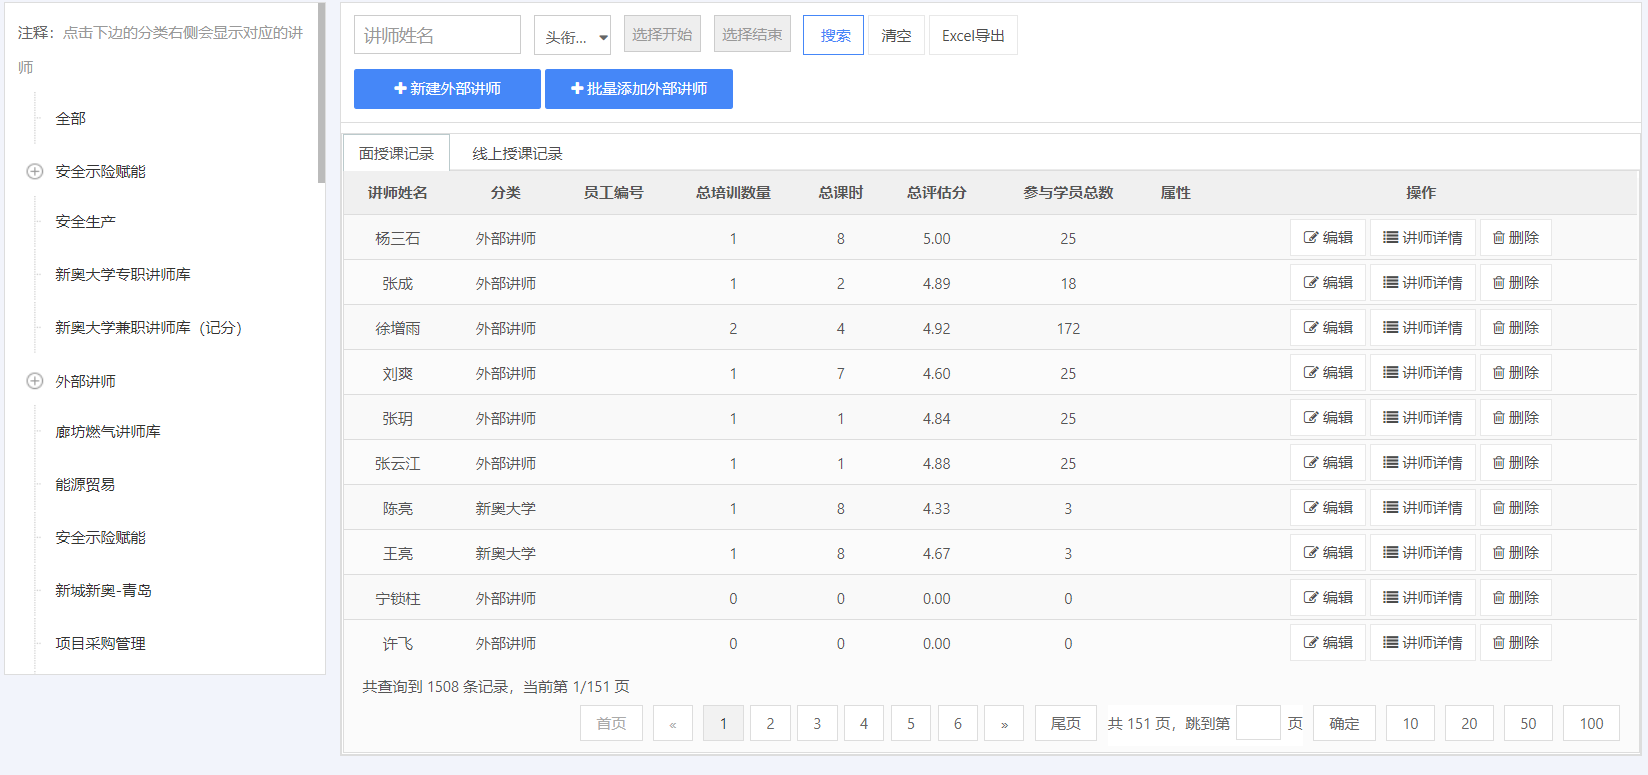 注释：点击下边的分类右侧会显示对应的讲
师
全部
安全示险赋能
安全生产
新奥大学专职讲师库
新奥大学兼职讲师库（记分）
外部讲师
廊坊燃气讲师库
能源贸易
安全示险赋能
新城新奥-青岛
项目采购管理
讲师姓名 头衔... 选择开始 选择结束 搜索 清空 Excel导出
新建外部讲师 批量添加外部讲师
面授课记录 线上授课记录
讲师姓名 分类 员工编号 总培训数量 总课时 总评估分 参与学员总数 属性 操作
杨三石 外部讲师 1 8 5.00 25 编辑 讲师详情 删除
张成 外部讲师 1 2 4.89 18 编辑 讲师详情 删除
徐增雨 外部讲师 2 4 4.92 172 编辑 讲师详情 删除
刘爽 外部讲师 1 7 4.60 25 编辑 讲师详情 删除
张玥 外部讲师 1 1 4.84 25 编辑 讲师详情 删除
张云江 外部讲师 1 1 4.88 25 编辑 讲师详情 删除
陈亮 新奥大学 1 8 4.33 3 编辑 讲师详情 删除
王亮 新奥大学 1 8 4.67 3 编辑 讲师详情 删除
宁锁柱 外部讲师 0 0 0.00 0 编辑 讲师详情 删除
许飞 外部讲师 0 0 0.00 0 编辑 讲师详情 删除
共查询到 1508 条记录，当前第 1/151 页
首页 « 1 2 3 4 5 6 » 尾页 共 151 页，跳到第 页 确定 10 20 50 100